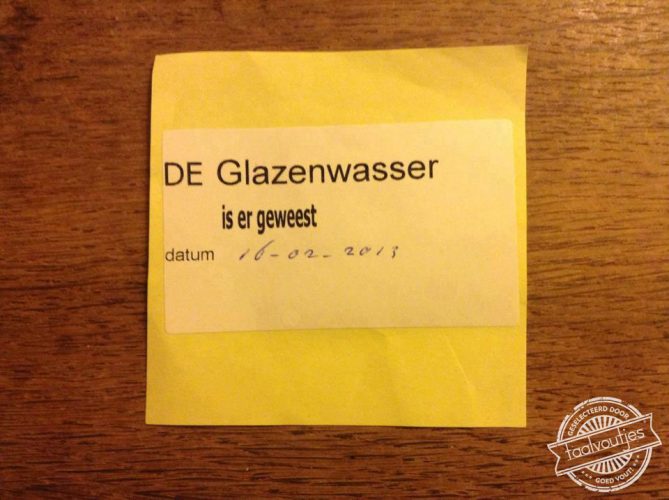 DE Glazenwasser
is er geweest
datum 16-02-2013
GESELECTEERD DOOR
taalvoutjes
GOED VOUT!